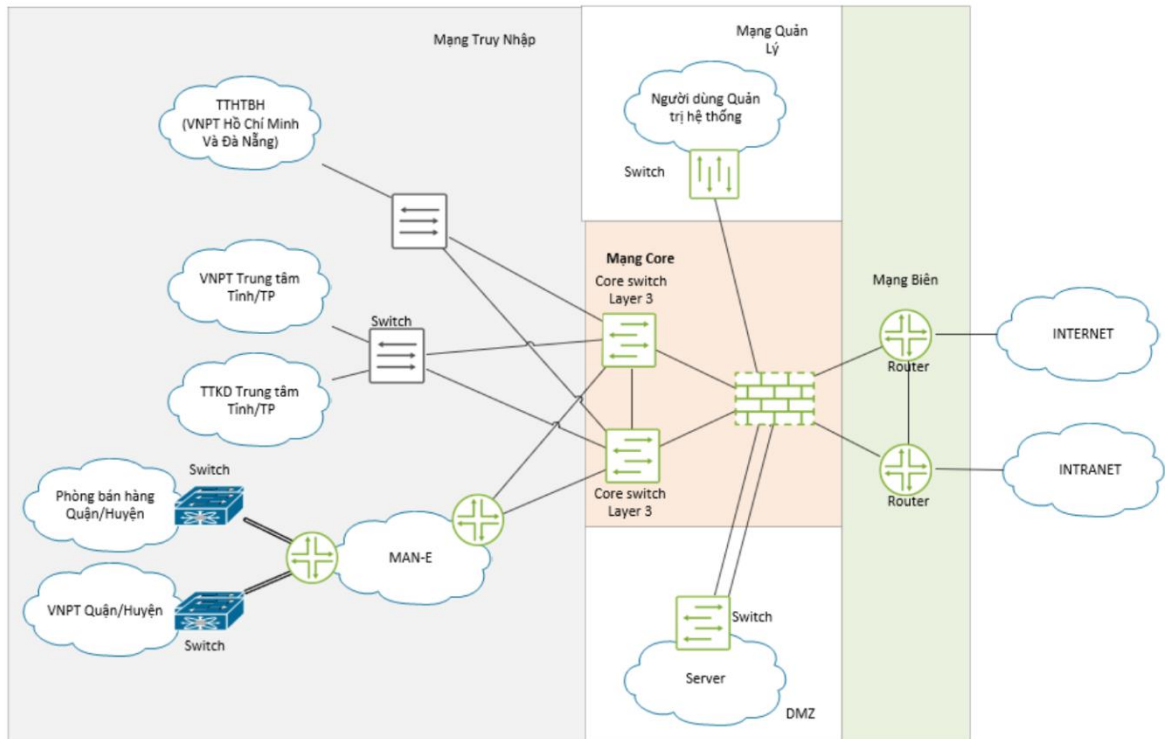 Mạng Truy Nhập
TTHTBH
(VNPT Hồ Chí Minh
Và Đà Nẵng)
VNPT Trung tâm
Tỉnh/TP
Switch
TTKD Trung tâm
Tỉnh/TP
Switch
Phòng bán hàng
Quận/Huyện
MAN-E
VNPT Quận/Huyện
Switch
Mạng Quản
Lý
Người dùng Quản
trị hệ thống
Switch
Mạng Core
Core switch
Layer 3
Core switch
Layer 3
Switch
Server
DMZ
Mạng Biên
Router
INTERNET
Router
INTRANET